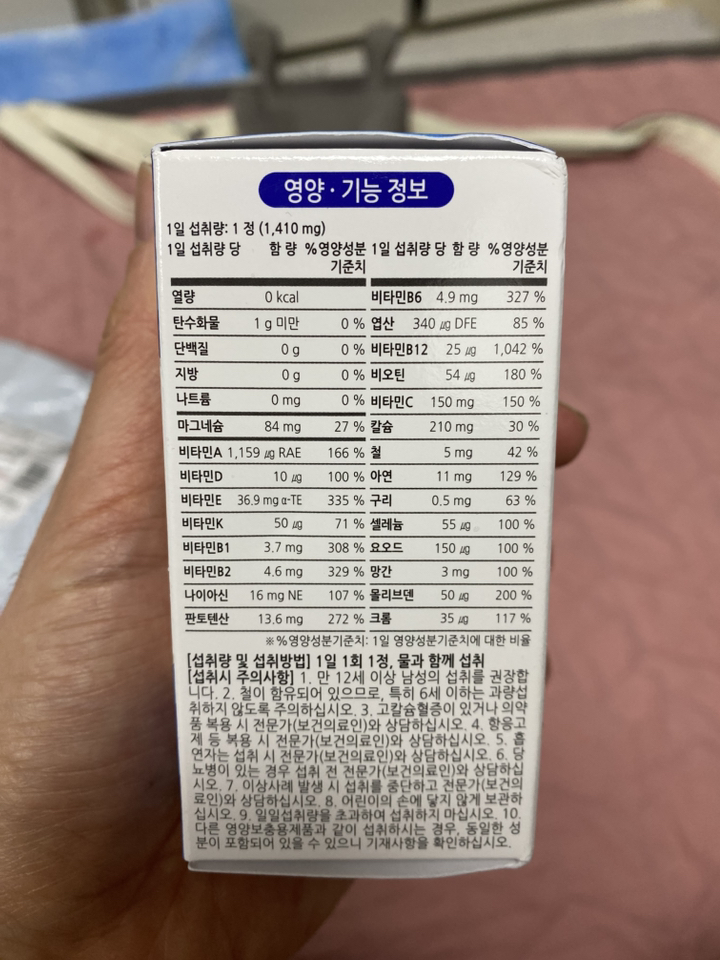 영양·기능 정보
1일 섭취량: 1 정 (1,410 mg)
1일 섭취량 당 함 량 %영양성분 기준치 1일 섭취량 당 함 량 %영양성분 기준치
열량 0 kcal 비타민B6 4.9 mg 327 %
탄수화물 1 g 미만 0 % 엽산 340 ㎍ DFE 85 %
단백질 0 g 0 % 비타민B12 25 ㎍ 1,042 %
지방 0 g 0 % 비오틴 54 ㎍ 180 %
나트륨 0 mg 0 % 비타민C 150 mg 150 %
마그네슘 84 mg 27 % 칼슘 210 mg 30 %
비타민A 1,159 ㎍ RAE 166 % 철 5 mg 42 %
비타민D 10 ㎍ 100 % 아연 11 mg 129 %
비타민E 36.9 mg α-TE 335 % 구리 0.5 mg 63 %
비타민K 50 ㎍ 71 % 셀레늄 55 ㎍ 100 %
비타민B1 3.7 mg 308 % 요오드 150 ㎍ 100 %
비타민B2 4.6 mg 329 % 망간 3 mg 100 %
나이아신 16 mg NE 107 % 몰리브덴 50 ㎍ 200 %
판토텐산 13.6 mg 272 % 크롬 35 ㎍ 117 %
※%영양성분기준치: 1일 영양성분기준치에 대한 비율
[섭취량 및 섭취방법] 1일 1회 1정, 물과 함께 섭취
[섭취시 주의사항] 1. 만 12세 이상 남성의 섭취를 권장합
니다. 2. 철이 함유되어 있으므로, 특히 6세 이하는 과량섭
취하지 않도록 주의하십시오. 3. 고칼슘혈증이 있거나 의약
품 복용 시 전문가(보건의료인)와 상담하십시오. 4. 항응고
제 등 복용 시 전문가(보건의료인)와 상담하십시오. 5. 흡
연자는 섭취 시 전문가(보건의료인)와 상담하십시오. 6. 당
뇨병이 있는 경우 섭취 전 전문가(보건의료인)와 상담하십
시오. 7. 이상사례 발생 시 섭취를 중단하고 전문가(보건의
료인)와 상담하십시오. 8. 어린이의 손에 닿지 않게 보관하
십시오. 9. 일일섭취량을 초과하여 섭취하지 마십시오. 10.
다른 영양보충용제품과 같이 섭취하시는 경우, 동일한 성
분이 포함되어 있을 수 있으니 기재사항을 확인하십시오.